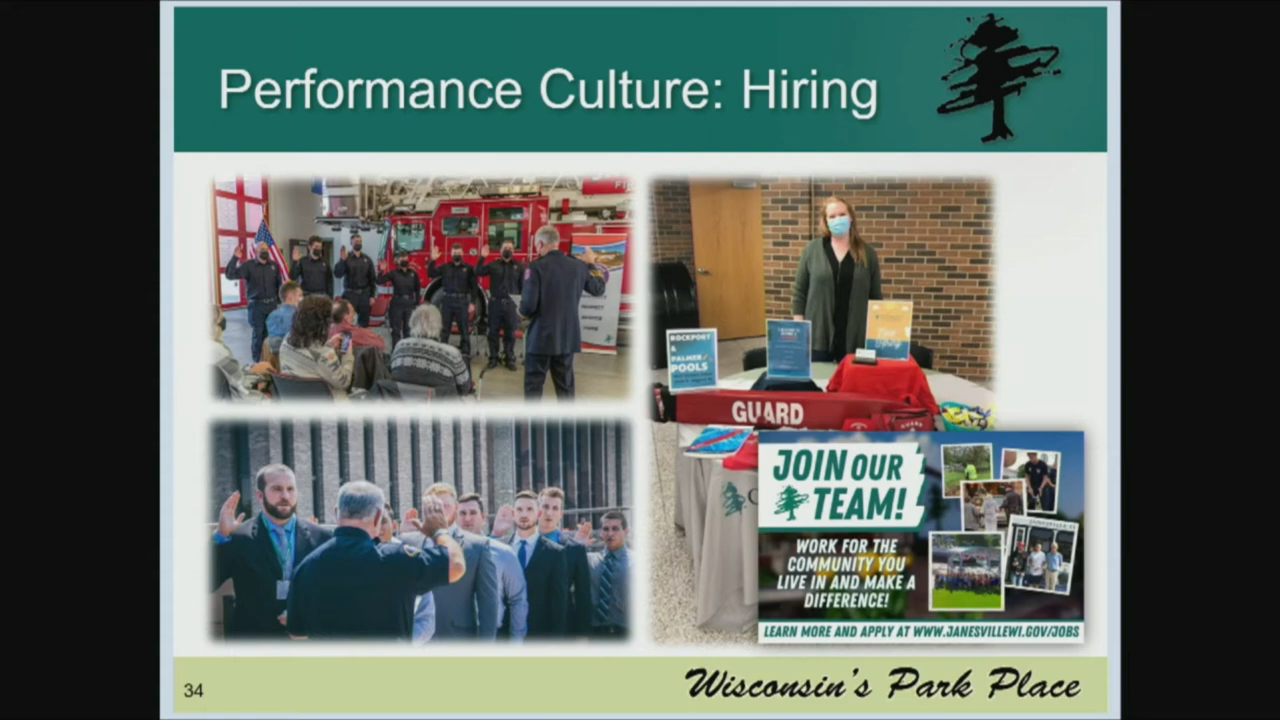 Performance Culture: Hiring
ROCKPORT
&
PALMER
POOLS
GUARD
JOIN OUR
TEAM!
WORK FOR THE
COMMUNITY YOU
LIVE IN AND MAKE A
DIFFERENCE!
LEARN MORE AND APPLY AT WWW.JANESVILLEWI.GOV/JOBS
34
Wisconsin's Park Place